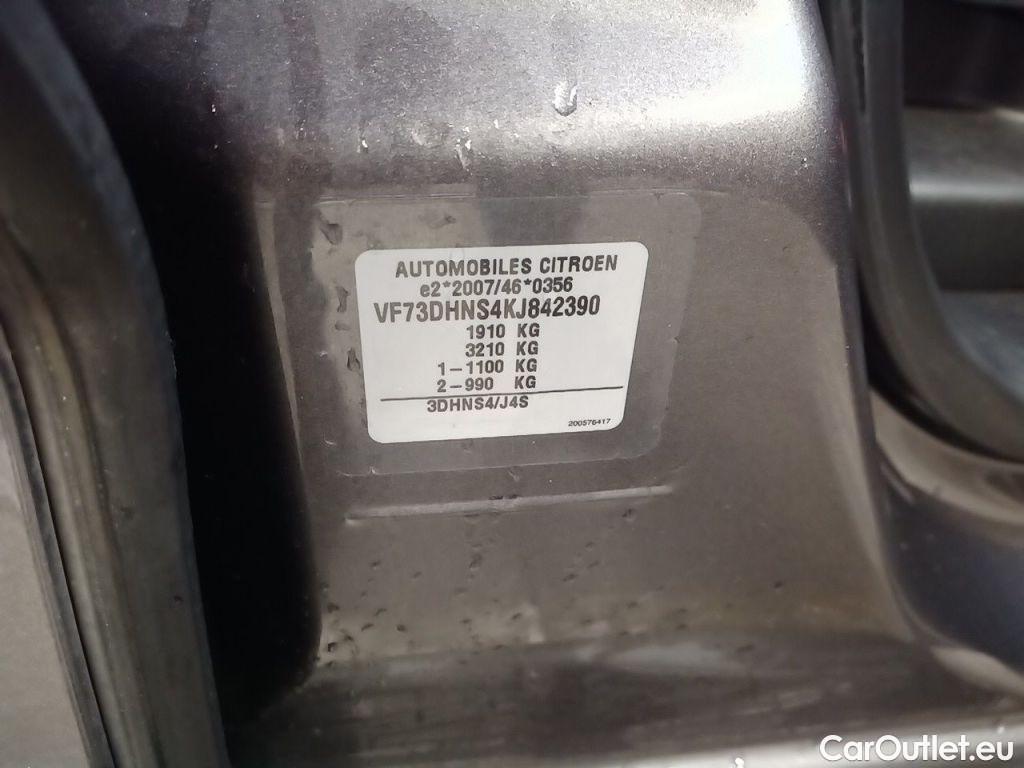 AUTOMOBILES CITROEN
e2*2007/46*0356
VF73DHNS4KJ842390
1910 KG
3210 KG
1-1100 KG
2-990 KG
3DHNS4/J4S
200576417
CarOutlet.eu